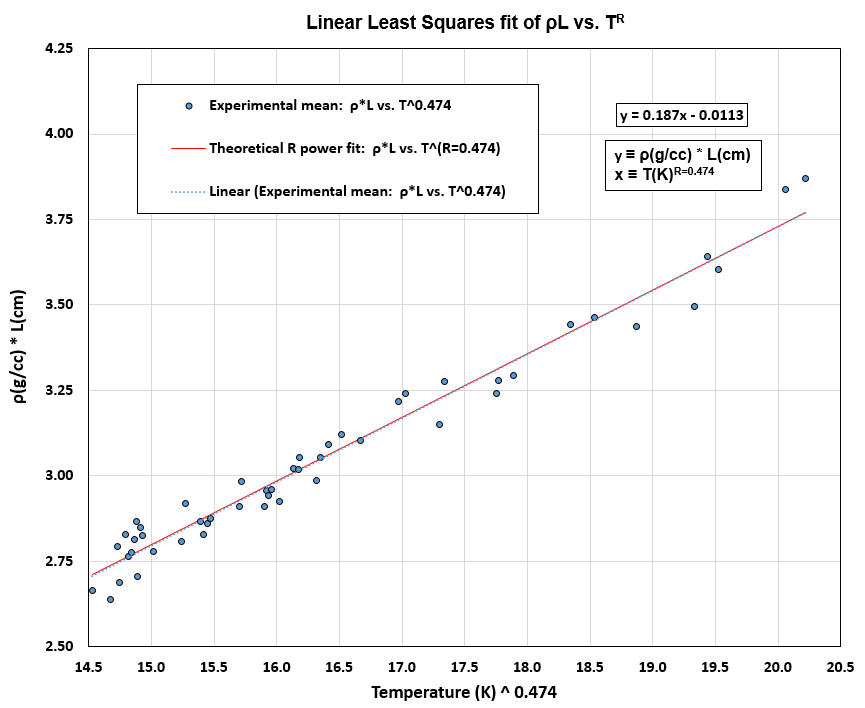 Linear Least Squares fit of ρL vs. Tᴿ
4.25
4.00
3.75
3.50
3.25
3.00
2.75
2.50
ρ(g/cc) * L(cm)
Experimental mean: ρ*L vs. T^0.474
Theoretical R power fit: ρ*L vs. T^(R=0.474)
Linear (Experimental mean: ρ*L vs. T^0.474)
y = 0.187x - 0.0113
y ≡ ρ(g/cc) * L(cm)
x ≡ T(K)ᴿ⁼⁰·⁴⁷⁴
14.5 15.0 15.5 16.0 16.5 17.0 17.5 18.0 18.5 19.0 19.5 20.0 20.5
Temperature (K) ^ 0.474